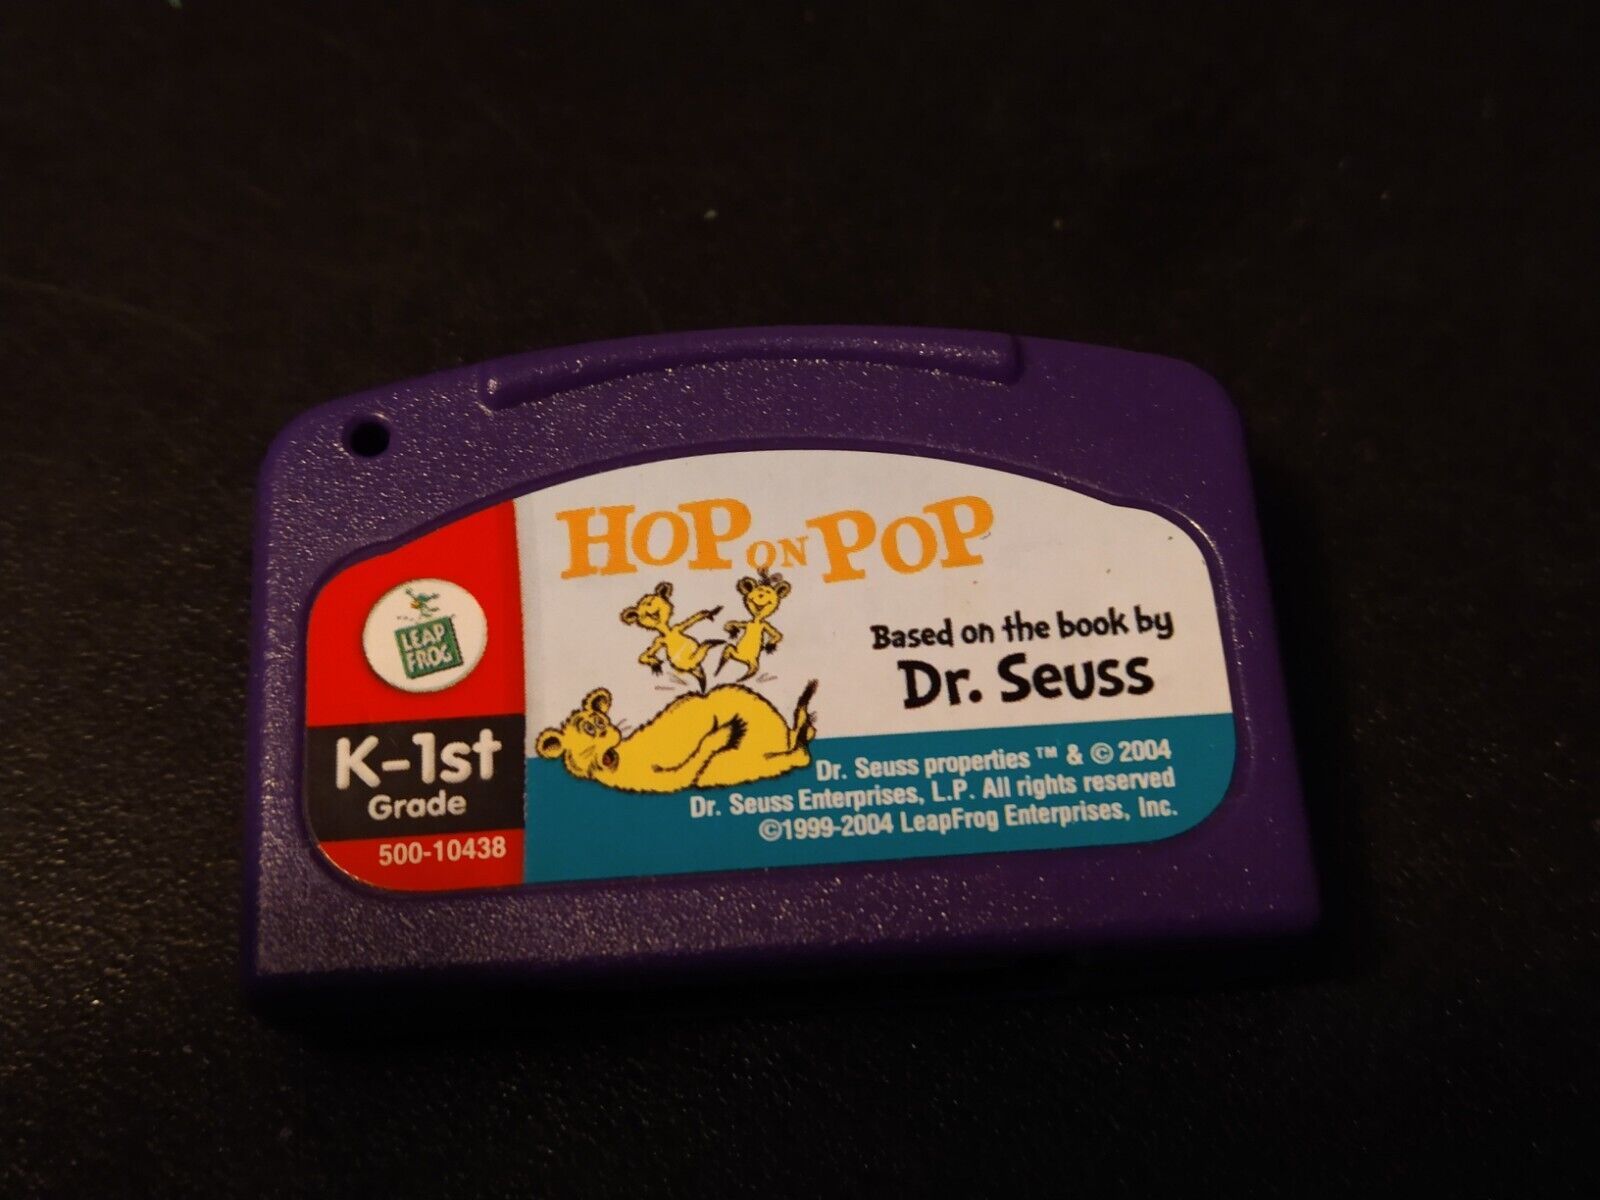 HOP ON POP
Based on the book by
Dr. Seuss
LEAP
FROG
K-1st
Grade
500-10438
Dr. Seuss properties ™ & © 2004
Dr. Seuss Enterprises, L.P. All rights reserved
©1999-2004 LeapFrog Enterprises, Inc.